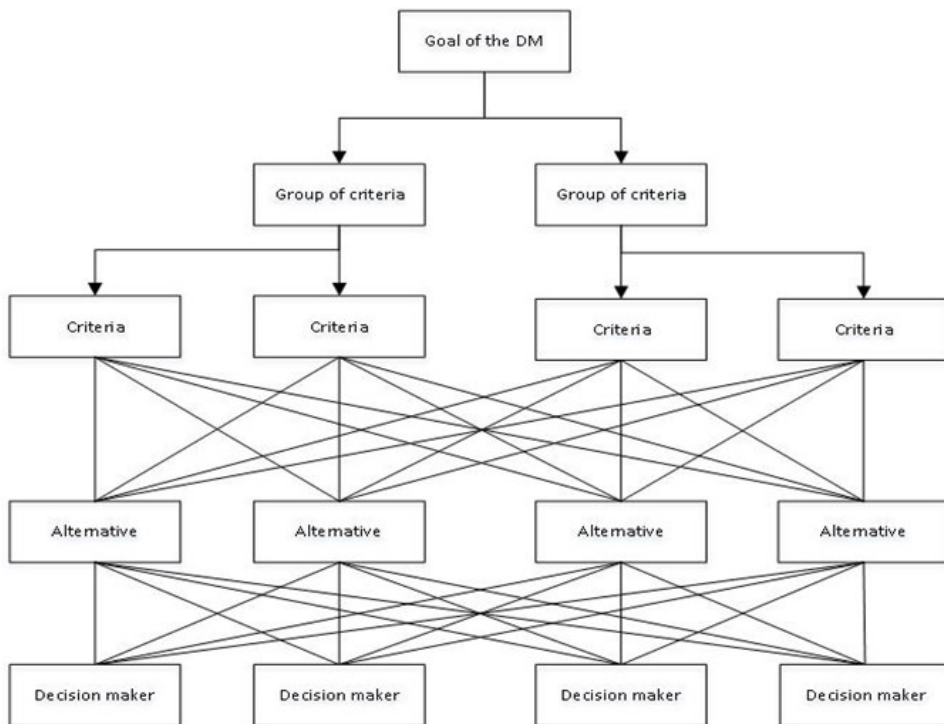 Goal of the DM
Group of criteria
Group of criteria
Criteria
Criteria
Criteria
Criteria
Alternative
Alternative
Alternative
Alternative
Decision maker
Decision maker
Decision maker
Decision maker